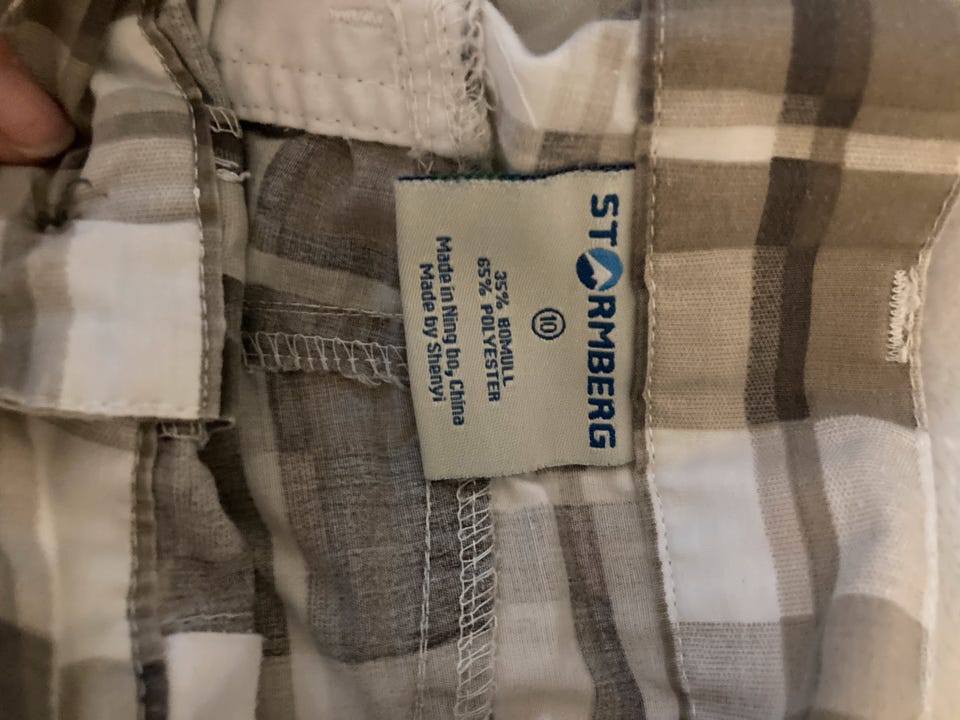 STORMBERG
10
35% BOMULL
65% POLYESTER
Made in Ning bo, China
Made by Shenyi